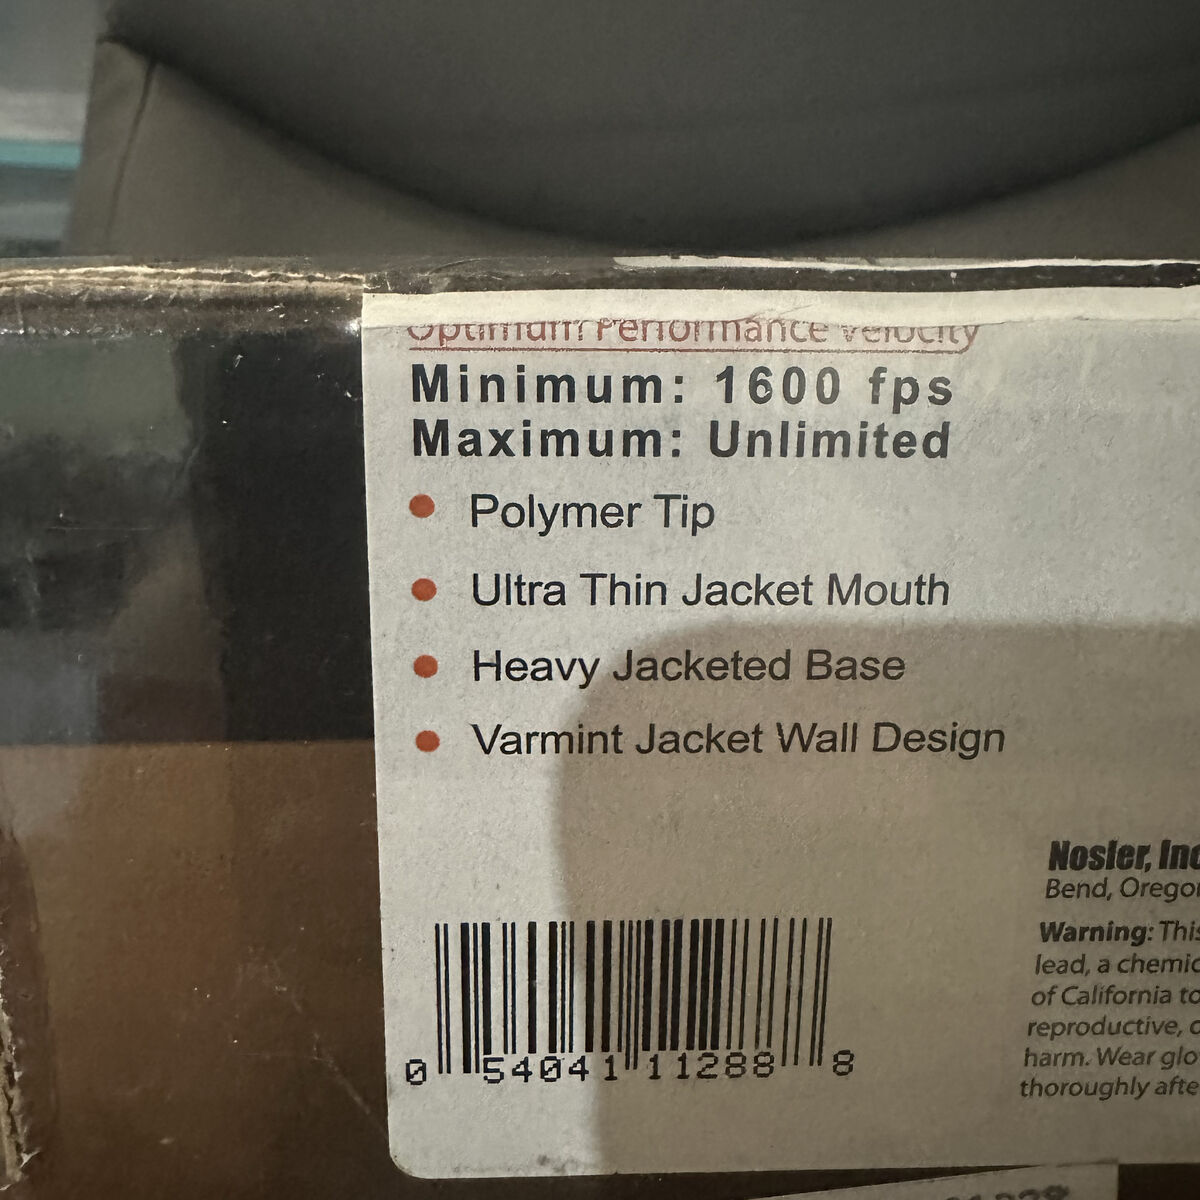 Optimum Performance Velocity
Minimum: 1600 fps
Maximum: Unlimited
Polymer Tip
Ultra Thin Jacket Mouth
Heavy Jacketed Base
Varmint Jacket Wall Design
Nosler, Inc
Bend, Oregon
Warning: This
lead, a chemic
of California to
reproductive, o
harm. Wear glo
thoroughly afte
0 54041 11288 8